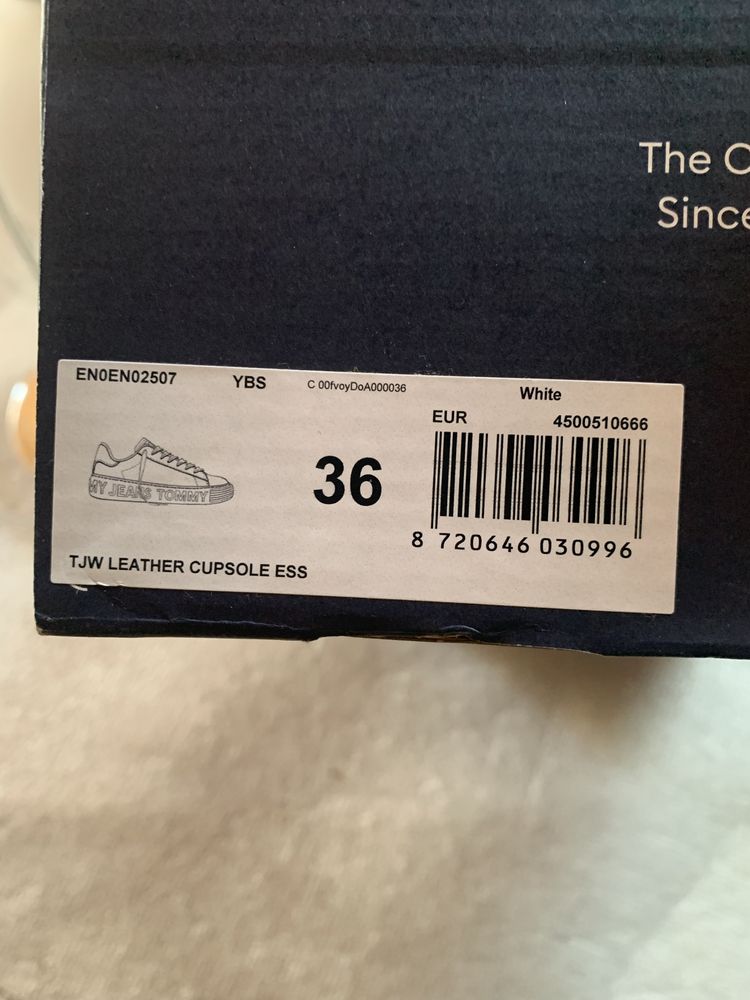 The
Since
EN0EN02507 YBS C 00fvoyDoA000036 White
EUR 4500510666
MY JEANS TOMMY
36
8 720646 030996
TJW LEATHER CUPSOLE ESS